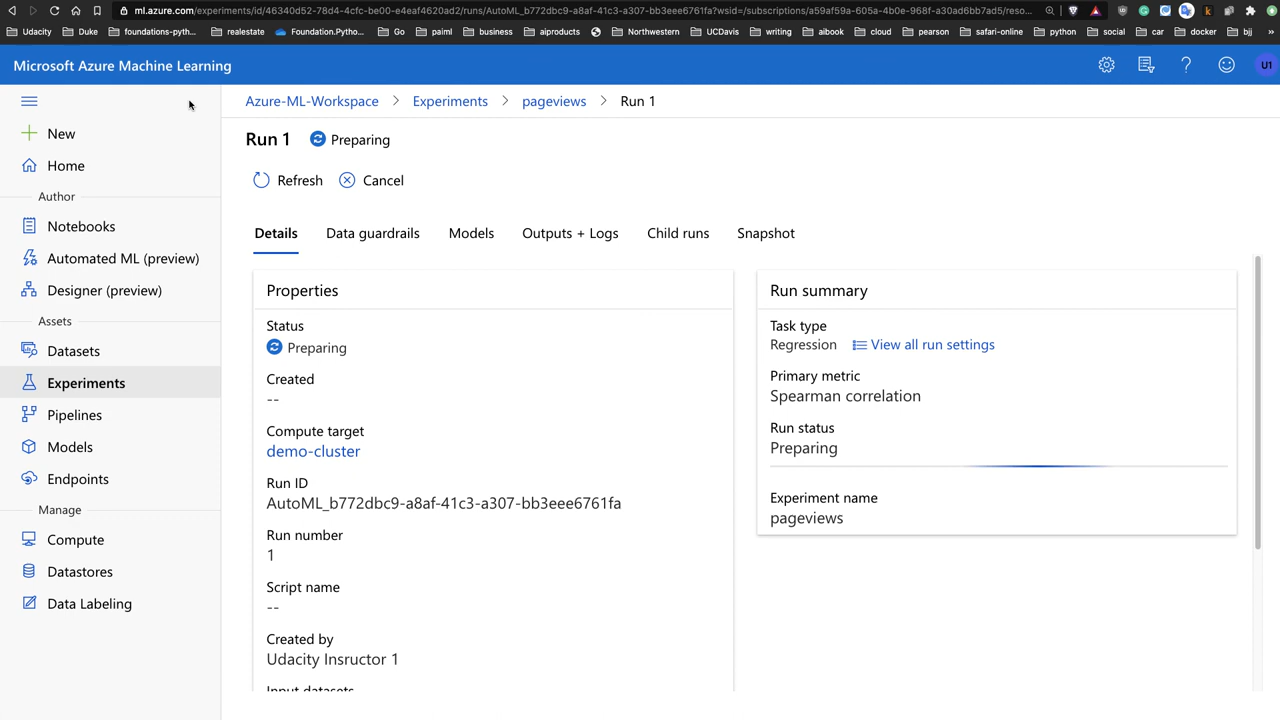 ml.azure.com/experiments/id/46340d52-78d4-4cfc-be00-e4eaf4620ad2/runs/AutoML_b772dbc9-a8af-41c3-a307-bb3eee6761fa?wsid=/subscriptions/a59af59a-605a-4b0e-968f-a30ad6bb7ad5/reso...
Udacity Duke foundations-pyth... realestate Foundation.Pytho... Go paiml business aiproducts Northwestern UCDavis writing aibook cloud pearson safari-online python social car docker bjj »
Microsoft Azure Machine Learning
U1
Azure-ML-Workspace > Experiments > pageviews > Run 1
New
Home
Author
Notebooks
Automated ML (preview)
Designer (preview)
Assets
Datasets
Experiments
Pipelines
Models
Endpoints
Manage
Compute
Datastores
Data Labeling
Run 1 Preparing
Refresh Cancel
Details Data guardrails Models Outputs + Logs Child runs Snapshot
Properties
Status
Preparing
Created
--
Compute target
demo-cluster
Run ID
AutoML_b772dbc9-a8af-41c3-a307-bb3eee6761fa
Run number
1
Script name
--
Created by
Udacity Insructor 1
Input datasets
Run summary
Task type
Regression View all run settings
Primary metric
Spearman correlation
Run status
Preparing
Experiment name
pageviews